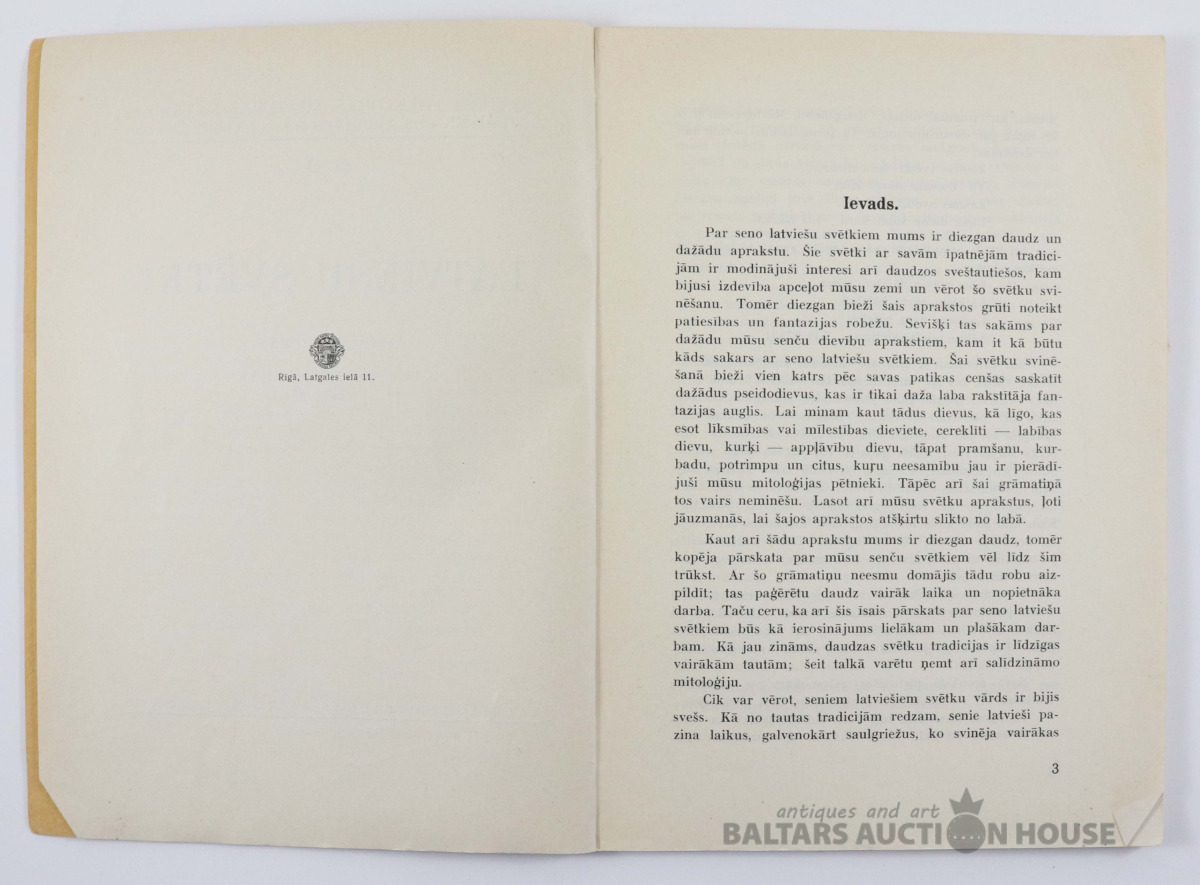 Rīgā, Latgales ielā 11.
Ievads.
Par seno latviešu svētkiem mums ir diezgan daudz un
dažādu aprakstu. Šie svētki ar savām īpatnējām tradici-
jām ir modinājuši interesi arī daudzos sveštautiešos, kam
bijusi izdevība apceļot mūsu zemi un vērot šo svētku svi-
nēšanu. Tomēr diezgan bieži šais aprakstos grūti noteikt
patiesības un fantazijas robežu. Sevišķi tas sakāms par
dažādu mūsu senču dievību aprakstiem, kam it kā būtu
kāds sakars ar seno latviešu svētkiem. Šai svētku svinē-
šanā bieži vien katrs pēc savas patikas cenšas saskatīt
dažādus pseidodievus, kas ir tikai daža laba rakstītāja fan-
tazijas auglis. Lai minam kaut tādus dievus, kā līgo, kas
esot līksmības vai mīlestības dieviete, cereklīti — labības
dievu, kurķi — appļāvību dievu, tāpat pramšanu, kur-
badu, potrimpu un citus, kuŗu neesamību jau ir pierādī-
juši mūsu mitoloģijas pētnieki. Tāpēc arī šai grāmatiņā
tos vairs neminēšu. Lasot arī mūsu svētku aprakstus, ļoti
jāuzmanās, lai šajos aprakstos atšķirtu slikto no labā.
Kaut arī šādu aprakstu mums ir diezgan daudz, tomēr
kopēja pārskata par mūsu senču svētkiem vēl līdz šim
trūkst. Ar šo grāmatiņu neesmu domājis tādu robu aiz-
pildīt; tas paģērētu daudz vairāk laika un nopietnāka
darba. Taču ceru, ka arī šis īsais pārskats par seno latviešu
svētkiem būs kā ierosinājums lielākam un plašākam dar-
bam. Kā jau zināms, daudzas svētku tradicijas ir līdzīgas
vairākām tautām; šeit talkā varētu ņemt arī salīdzināmo
mitoloģiju.
Cik var vērot, seniem latviešiem svētku vārds ir bijis
svešs. Kā no tautas tradicijām redzam, senie latvieši pa-
zina laikus, galvenokārt saulgriežus, ko svinēja vairākas
3
antiques and art
BALTARS AUCTION HOUSE